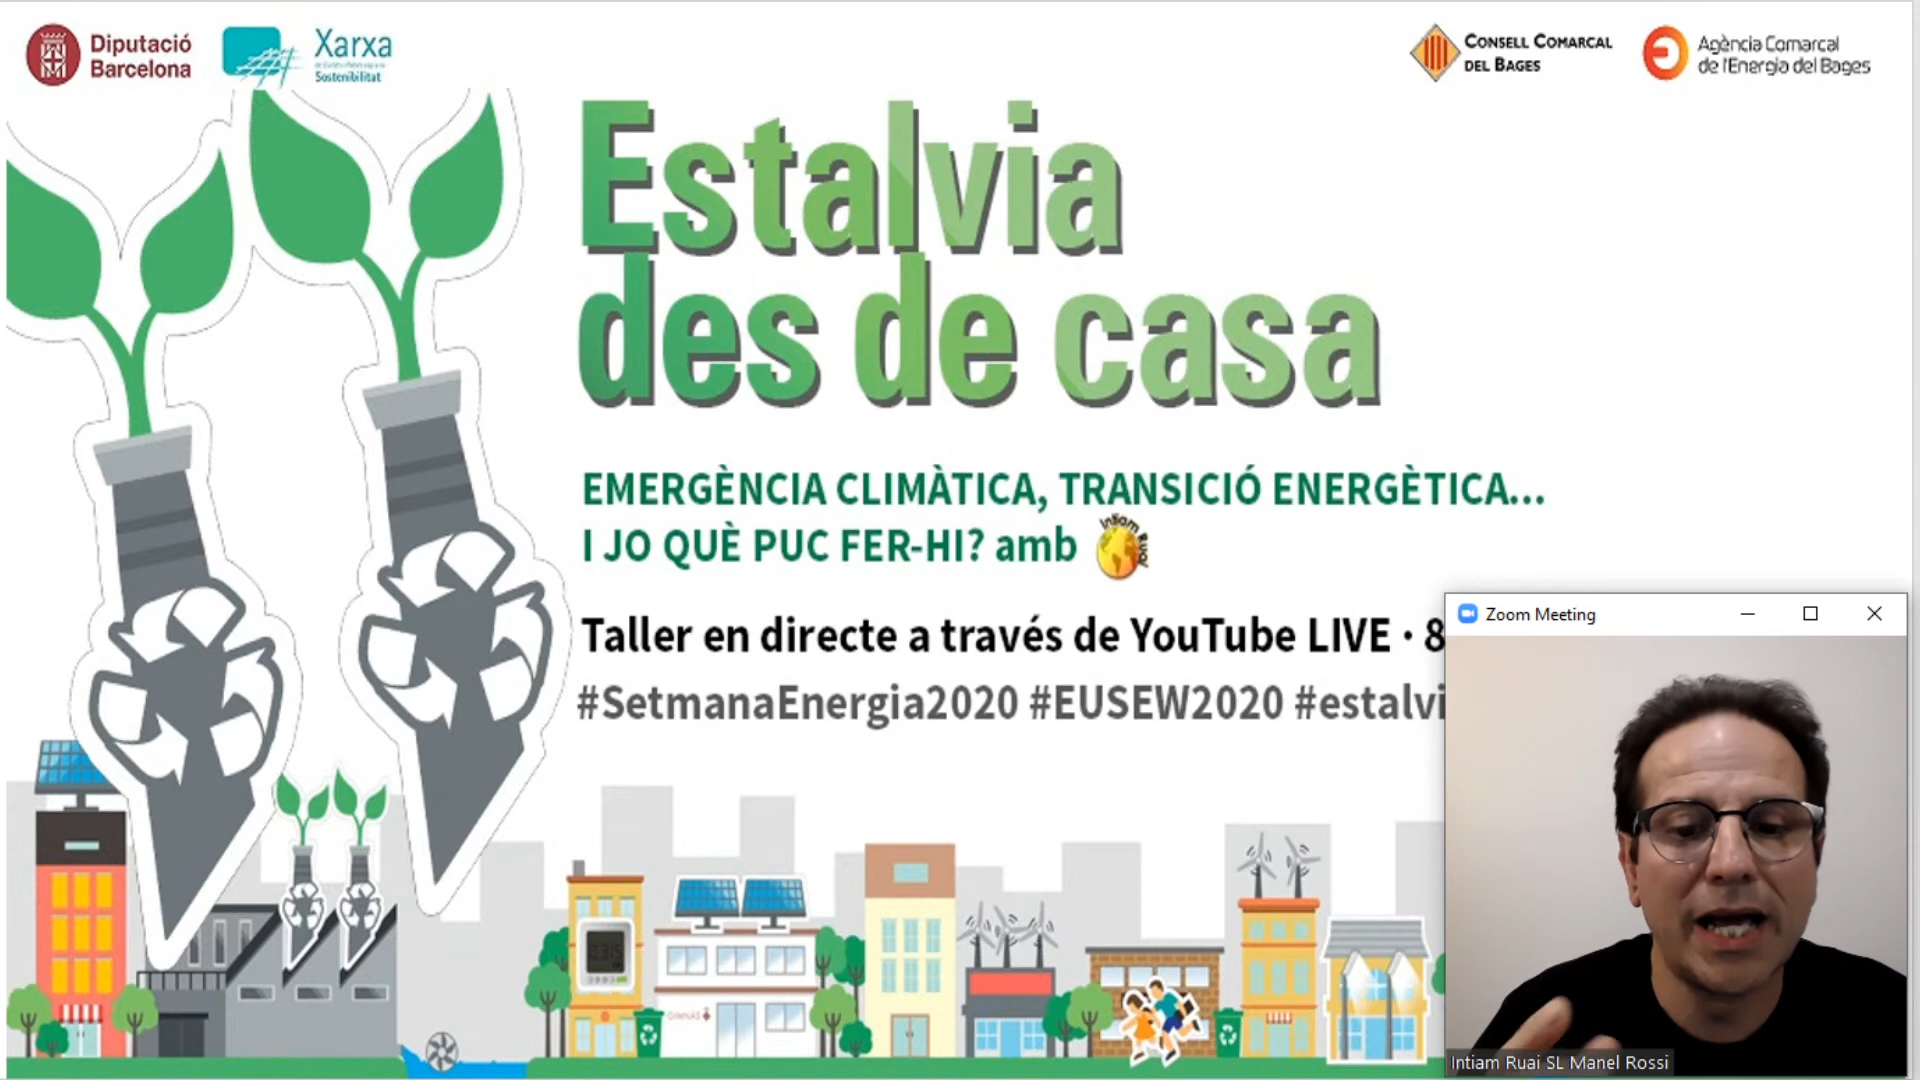 Diputació
Barcelona
Xarxa
Sostenibilitat
CONSELL COMARCAL
DEL BAGES
Agència Comarcal
de l'Energia del Bages
Estalvia
des de casa
EMERGÈNCIA CLIMÀTICA, TRANSICIÓ ENERGÈTICA...
I JO QUÈ PUC FER-HI? amb
Intiam Ruai
Taller en directe a través de YouTube LIVE · 8
#SetmanaEnergia2020 #EUSEW2020 #estalvi
Zoom Meeting
Intiam Ruai SL Manel Rossi